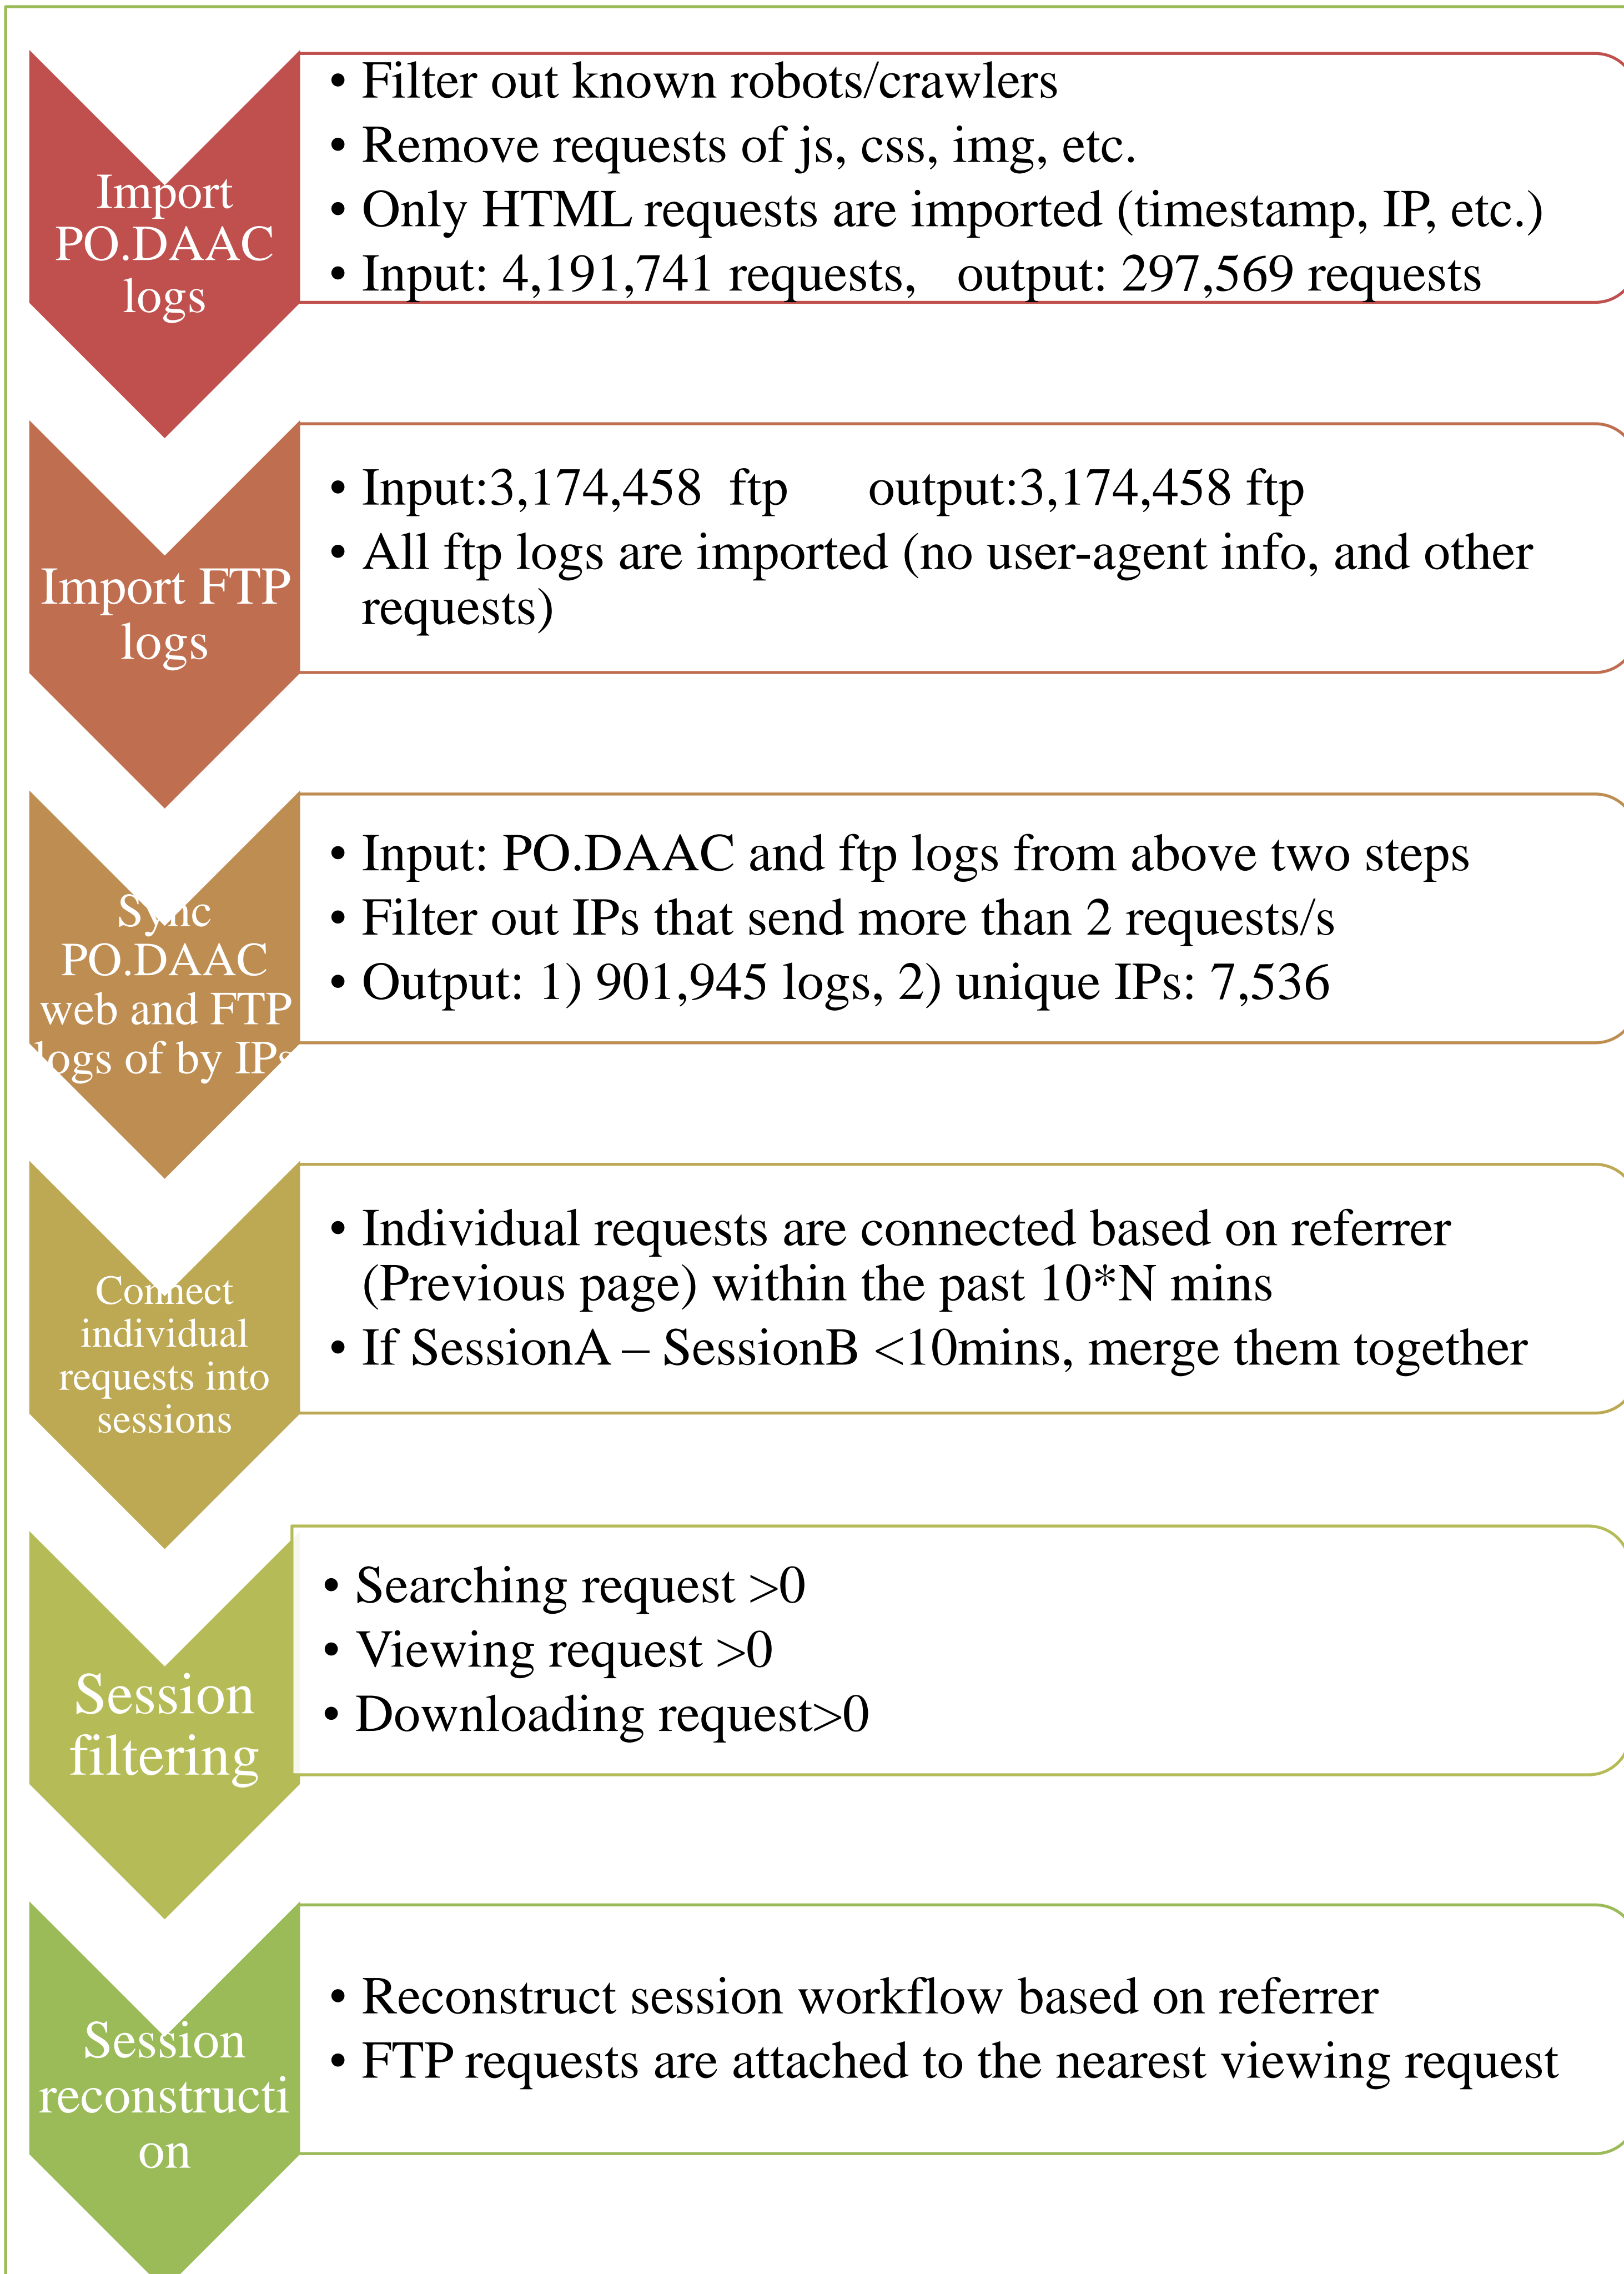 Import
PO.DAAC
logs
• Filter out known robots/crawlers
• Remove requests of js, css, img, etc.
• Only HTML requests are imported (timestamp, IP, etc.)
• Input: 4,191,741 requests,   output: 297,569 requests
Import FTP
logs
• Input:3,174,458  ftp      output:3,174,458 ftp
• All ftp logs are imported (no user-agent info, and other
requests)
Sync
PO.DAAC
web and FTP
logs of by IPs
• Input: PO.DAAC and ftp logs from above two steps
• Filter out IPs that send more than 2 requests/s
• Output: 1) 901,945 logs, 2) unique IPs: 7,536
Connect
individual
requests into
sessions
• Individual requests are connected based on referrer
(Previous page) within the past 10*N mins
• If SessionA – SessionB <10mins, merge them together
Session
filtering
• Searching request >0
• Viewing request >0
• Downloading request>0
Session
reconstructi
on
• Reconstruct session workflow based on referrer
• FTP requests are attached to the nearest viewing request